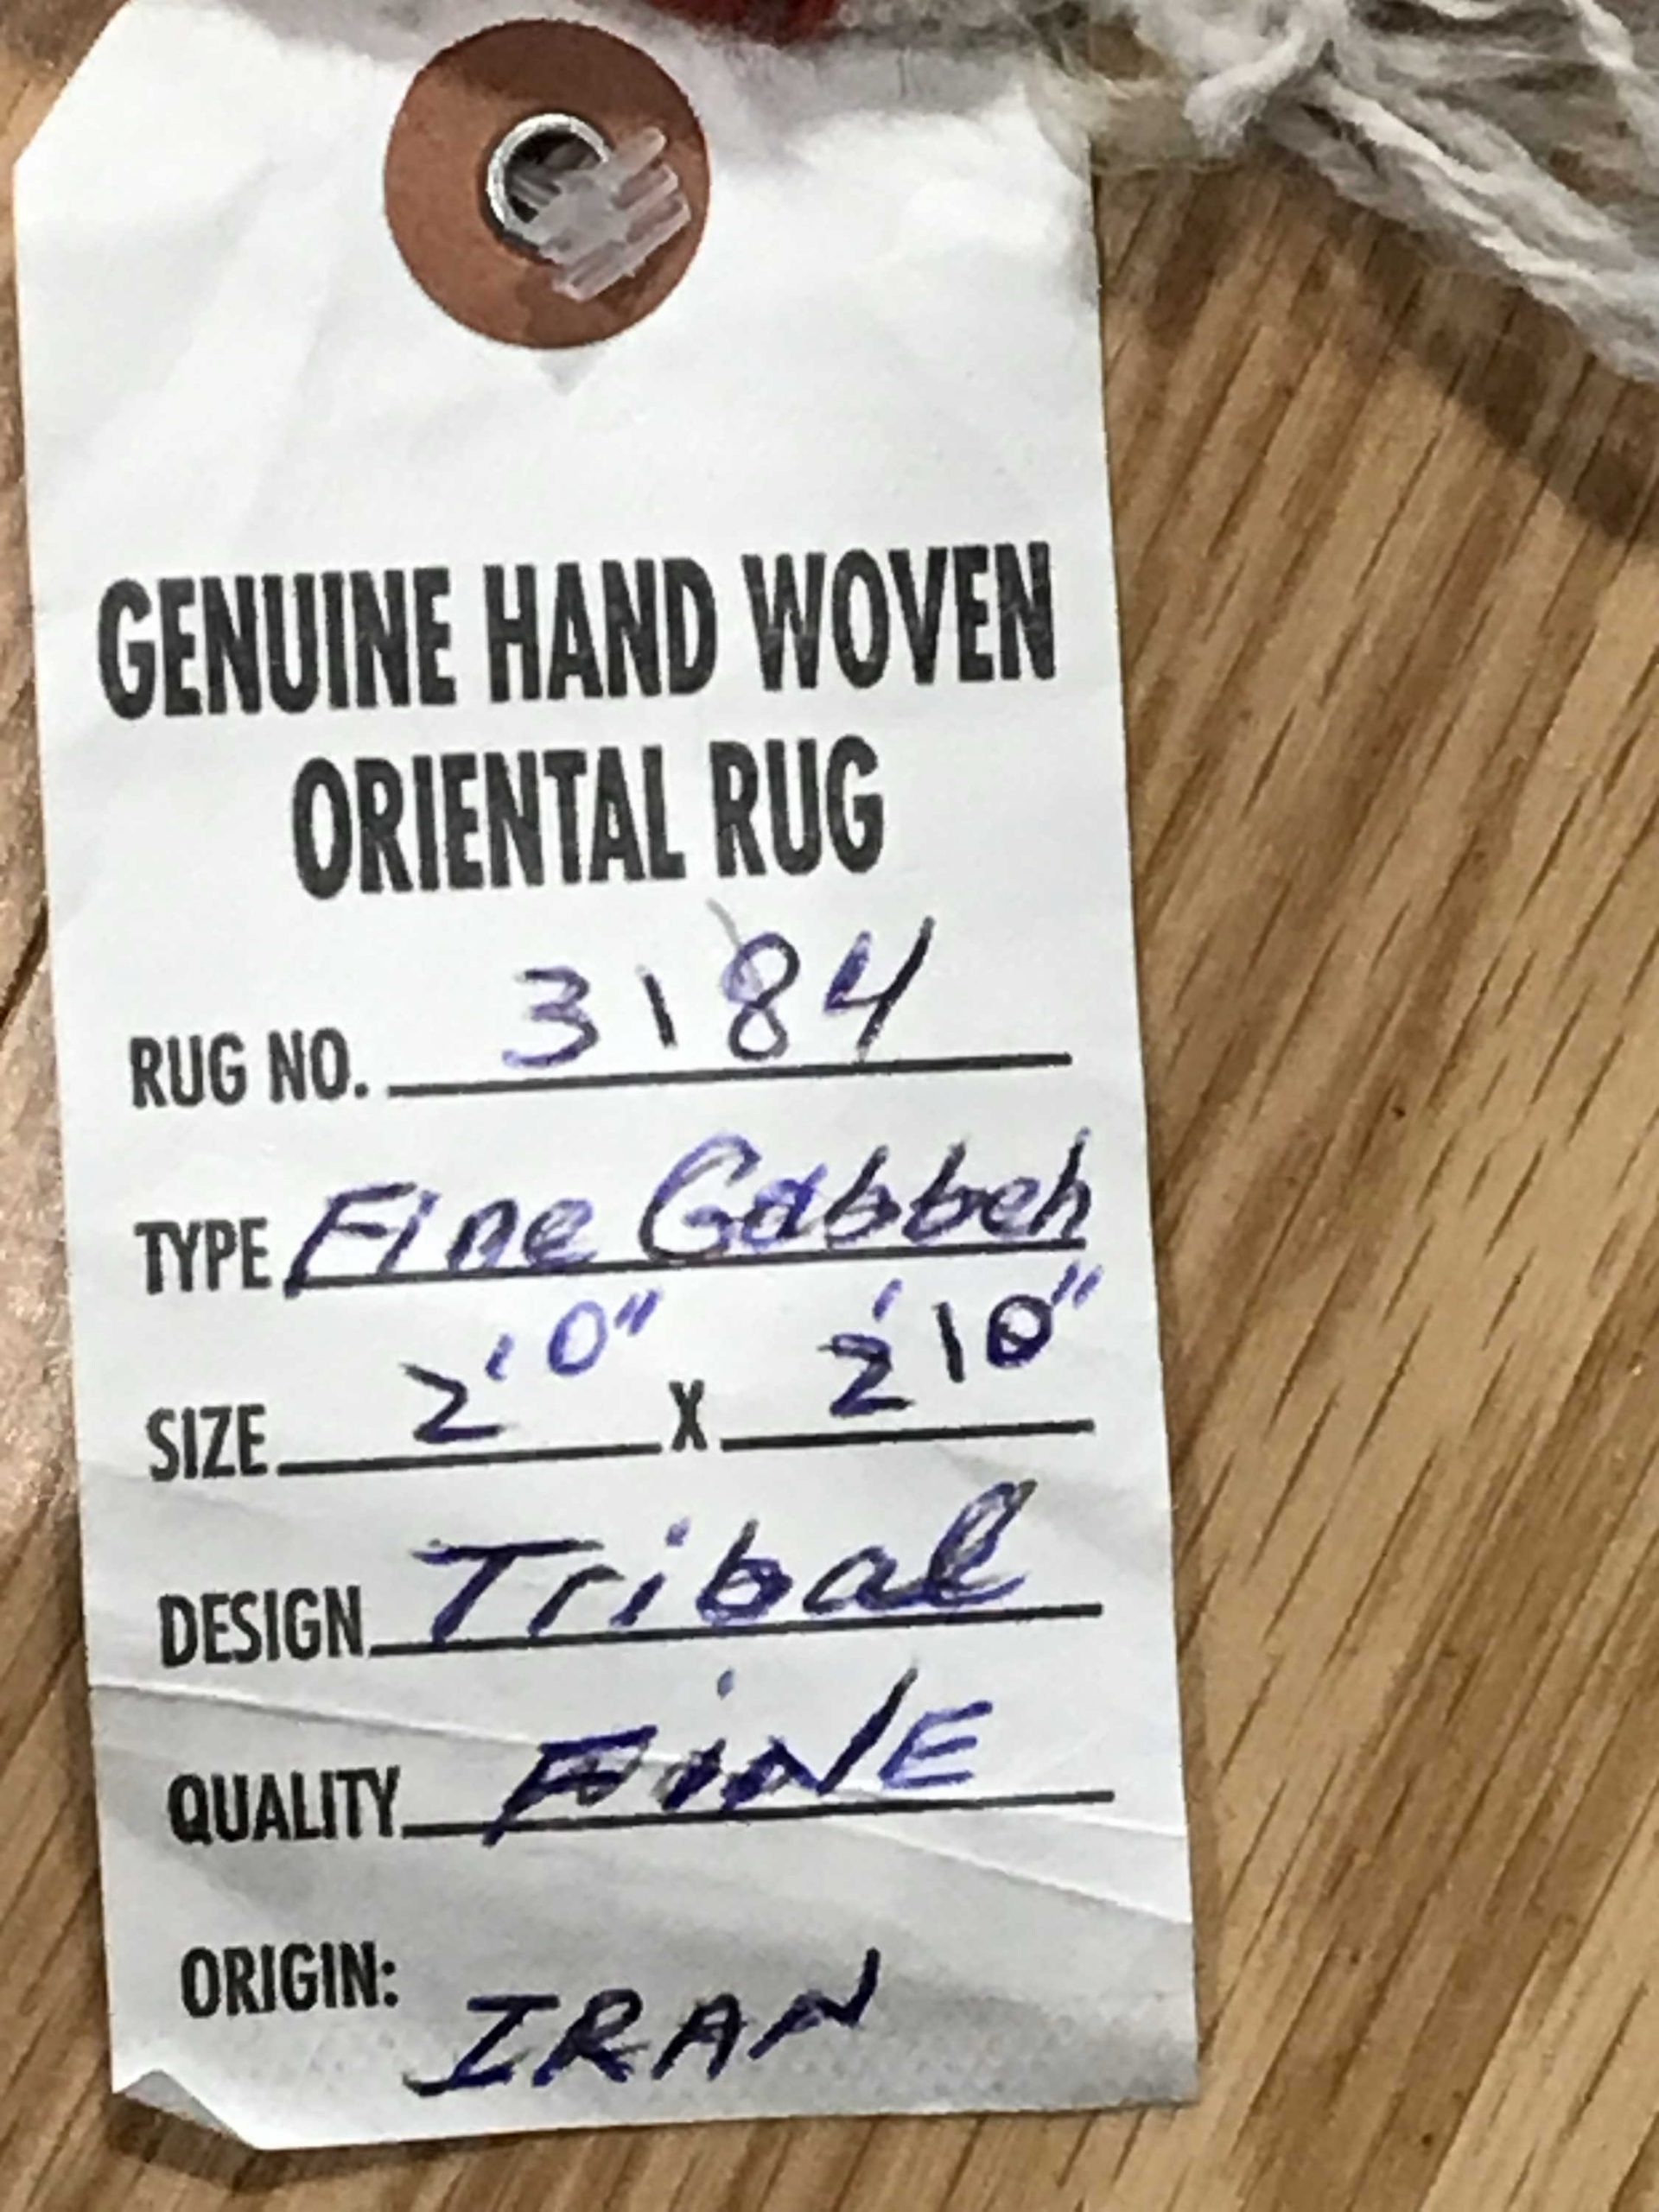 GENUINE HAND WOVEN
ORIENTAL RUG
RUG NO. 3184
TYPE Fine Gabbeh
SIZE 2'0" X 2'10"
DESIGN Tribal
QUALITY FiNE
ORIGIN: IRAN